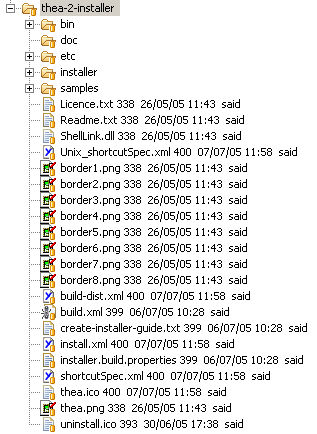 thea-2-installer
bin
doc
etc
installer
samples
Licence.txt 338 26/05/05 11:43 said
Readme.txt 338 26/05/05 11:43 said
ShellLink.dll 338 26/05/05 11:43 said
Unix_shortcutSpec.xml 400 07/07/05 11:58 said
border1.png 338 26/05/05 11:43 said
border2.png 338 26/05/05 11:43 said
border3.png 338 26/05/05 11:43 said
border4.png 338 26/05/05 11:43 said
border5.png 338 26/05/05 11:43 said
border6.png 338 26/05/05 11:43 said
border7.png 338 26/05/05 11:43 said
border8.png 338 26/05/05 11:43 said
build-dist.xml 400 07/07/05 11:58 said
build.xml 399 06/07/05 10:28 said
create-installer-guide.txt 399 06/07/05 10:28 said
install.xml 400 07/07/05 11:58 said
installer.build.properties 399 06/07/05 10:28 said
shortcutSpec.xml 400 07/07/05 11:58 said
thea.ico 400 07/07/05 11:58 said
thea.png 338 26/05/05 11:43 said
uninstall.ico 393 30/06/05 17:38 said